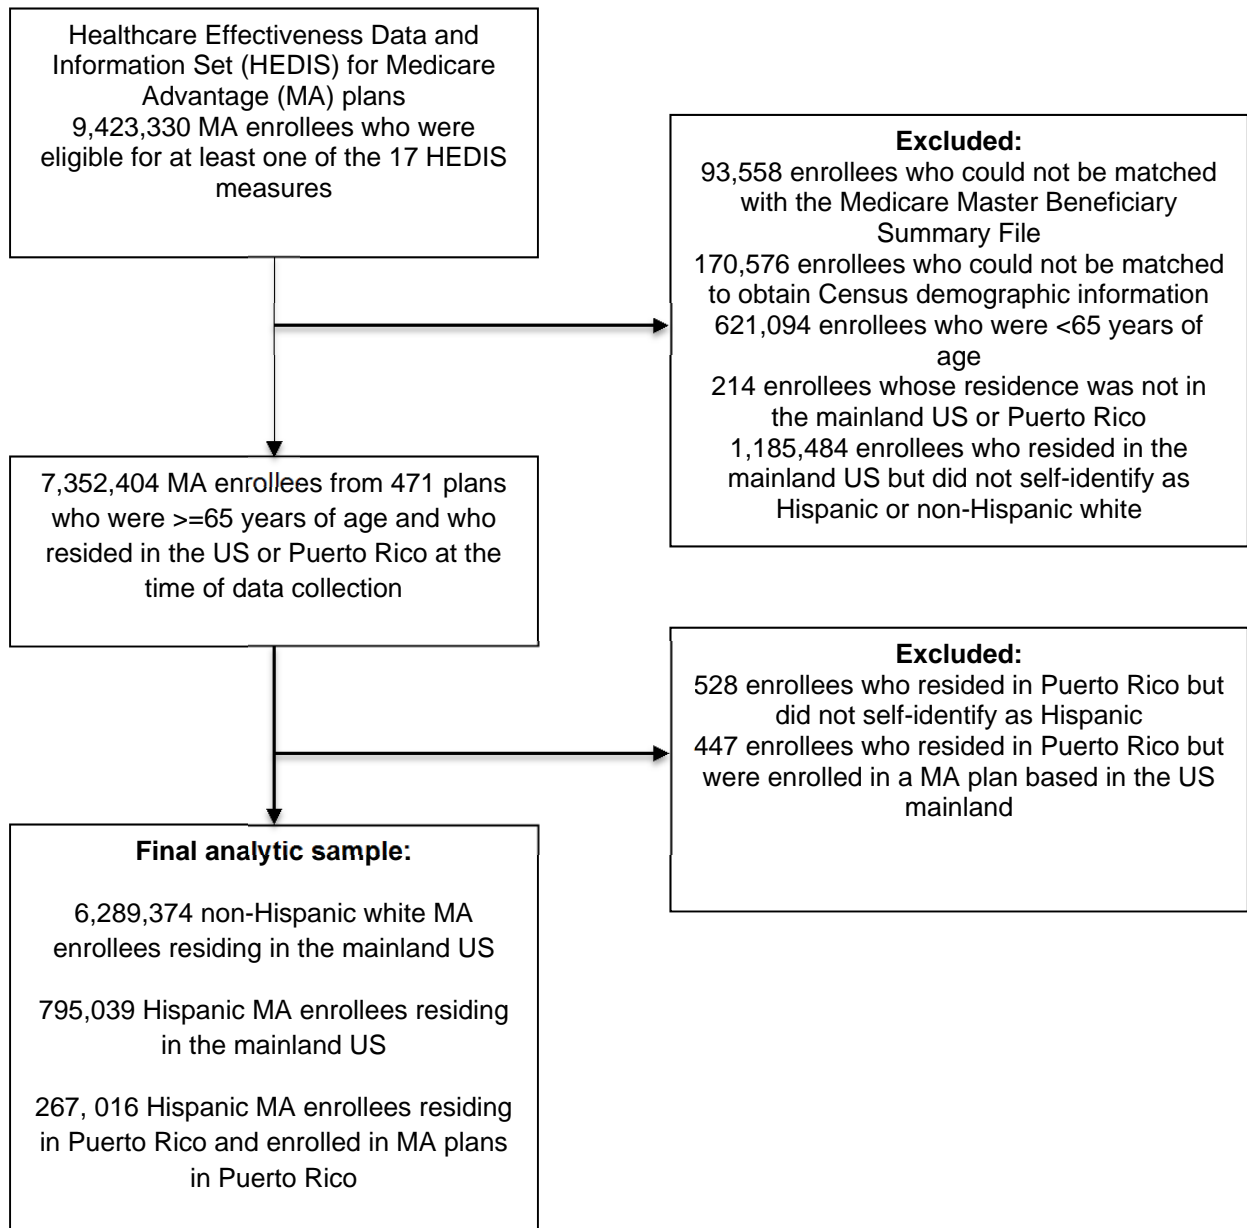 Healthcare Effectiveness Data and
Information Set (HEDIS) for Medicare
Advantage (MA) plans
9,423,330 MA enrollees who were
eligible for at least one of the 17 HEDIS
measures
Excluded:
93,558 enrollees who could not be matched
with the Medicare Master Beneficiary
Summary File
170,576 enrollees who could not be matched
to obtain Census demographic information
621,094 enrollees who were <65 years of
age
214 enrollees whose residence was not in
the mainland US or Puerto Rico
1,185,484 enrollees who resided in the
mainland US but did not self-identify as
Hispanic or non-Hispanic white
7,352,404 MA enrollees from 471 plans
who were >=65 years of age and who
resided in the US or Puerto Rico at the
time of data collection
Excluded:
528 enrollees who resided in Puerto Rico but
did not self-identify as Hispanic
447 enrollees who resided in Puerto Rico but
were enrolled in a MA plan based in the US
mainland
Final analytic sample:
6,289,374 non-Hispanic white MA
enrollees residing in the mainland US
795,039 Hispanic MA enrollees residing
in the mainland US
267, 016 Hispanic MA enrollees residing
in Puerto Rico and enrolled in MA plans
in Puerto Rico